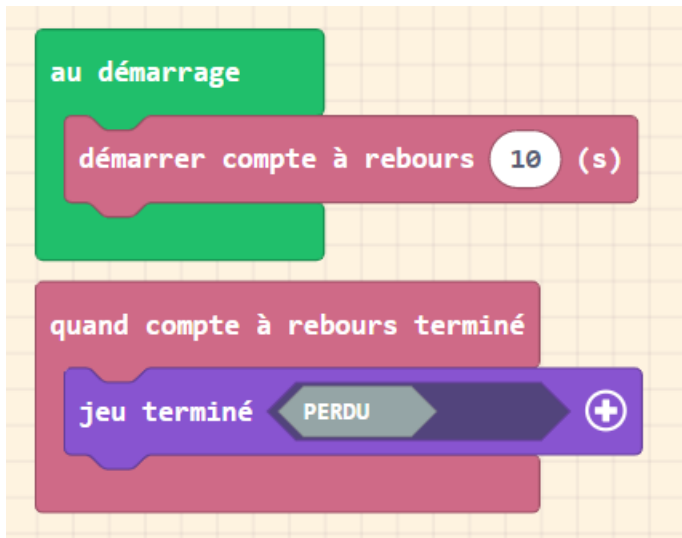 au démarrage
démarrer compte à rebours 10 (s)
quand compte à rebours terminé
jeu terminé PERDU